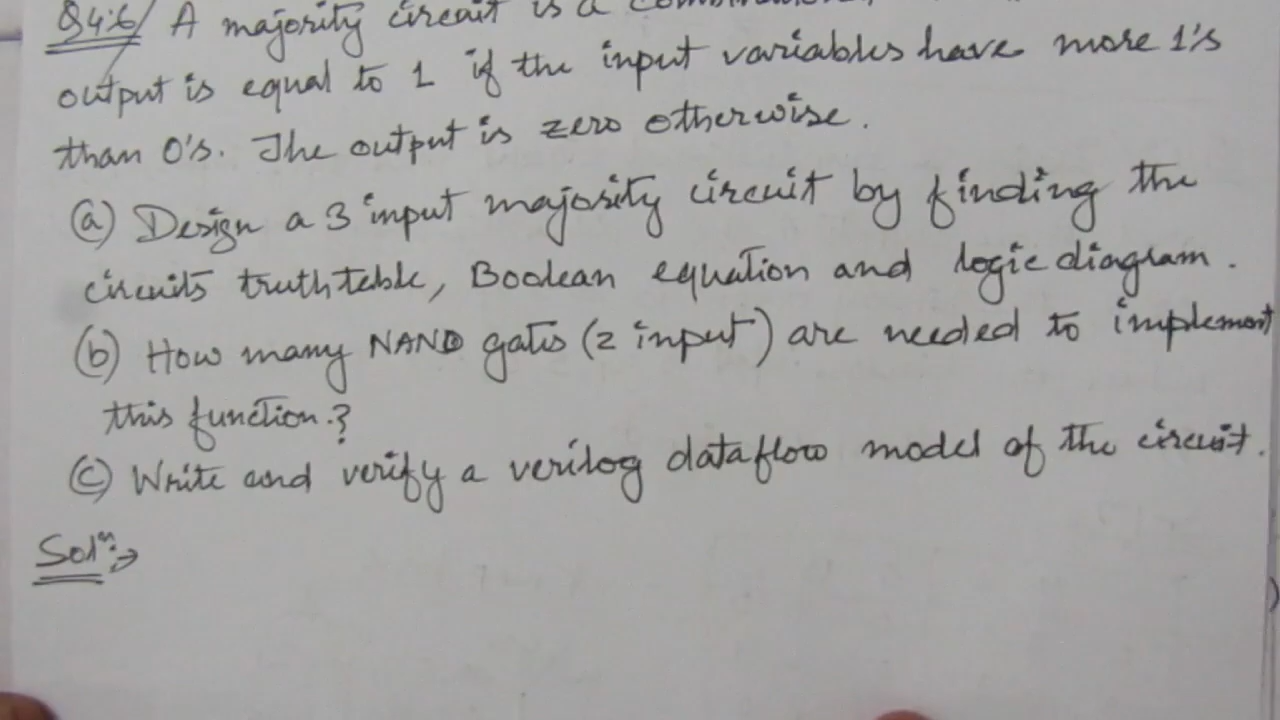 Q4.6/ A majority circuit is a
output is equal to 1 if the input variables have more 1's
than 0's. The output is zero otherwise.
(a) Design a 3 input majority circuit by finding the
circuits truthtable, Boolean equation and logic diagram.
(b) How many NAND gates (2 input) are needed to implement
this function.?
(c) Write and verify a verilog dataflow model of the circuit.
Solⁿ:→